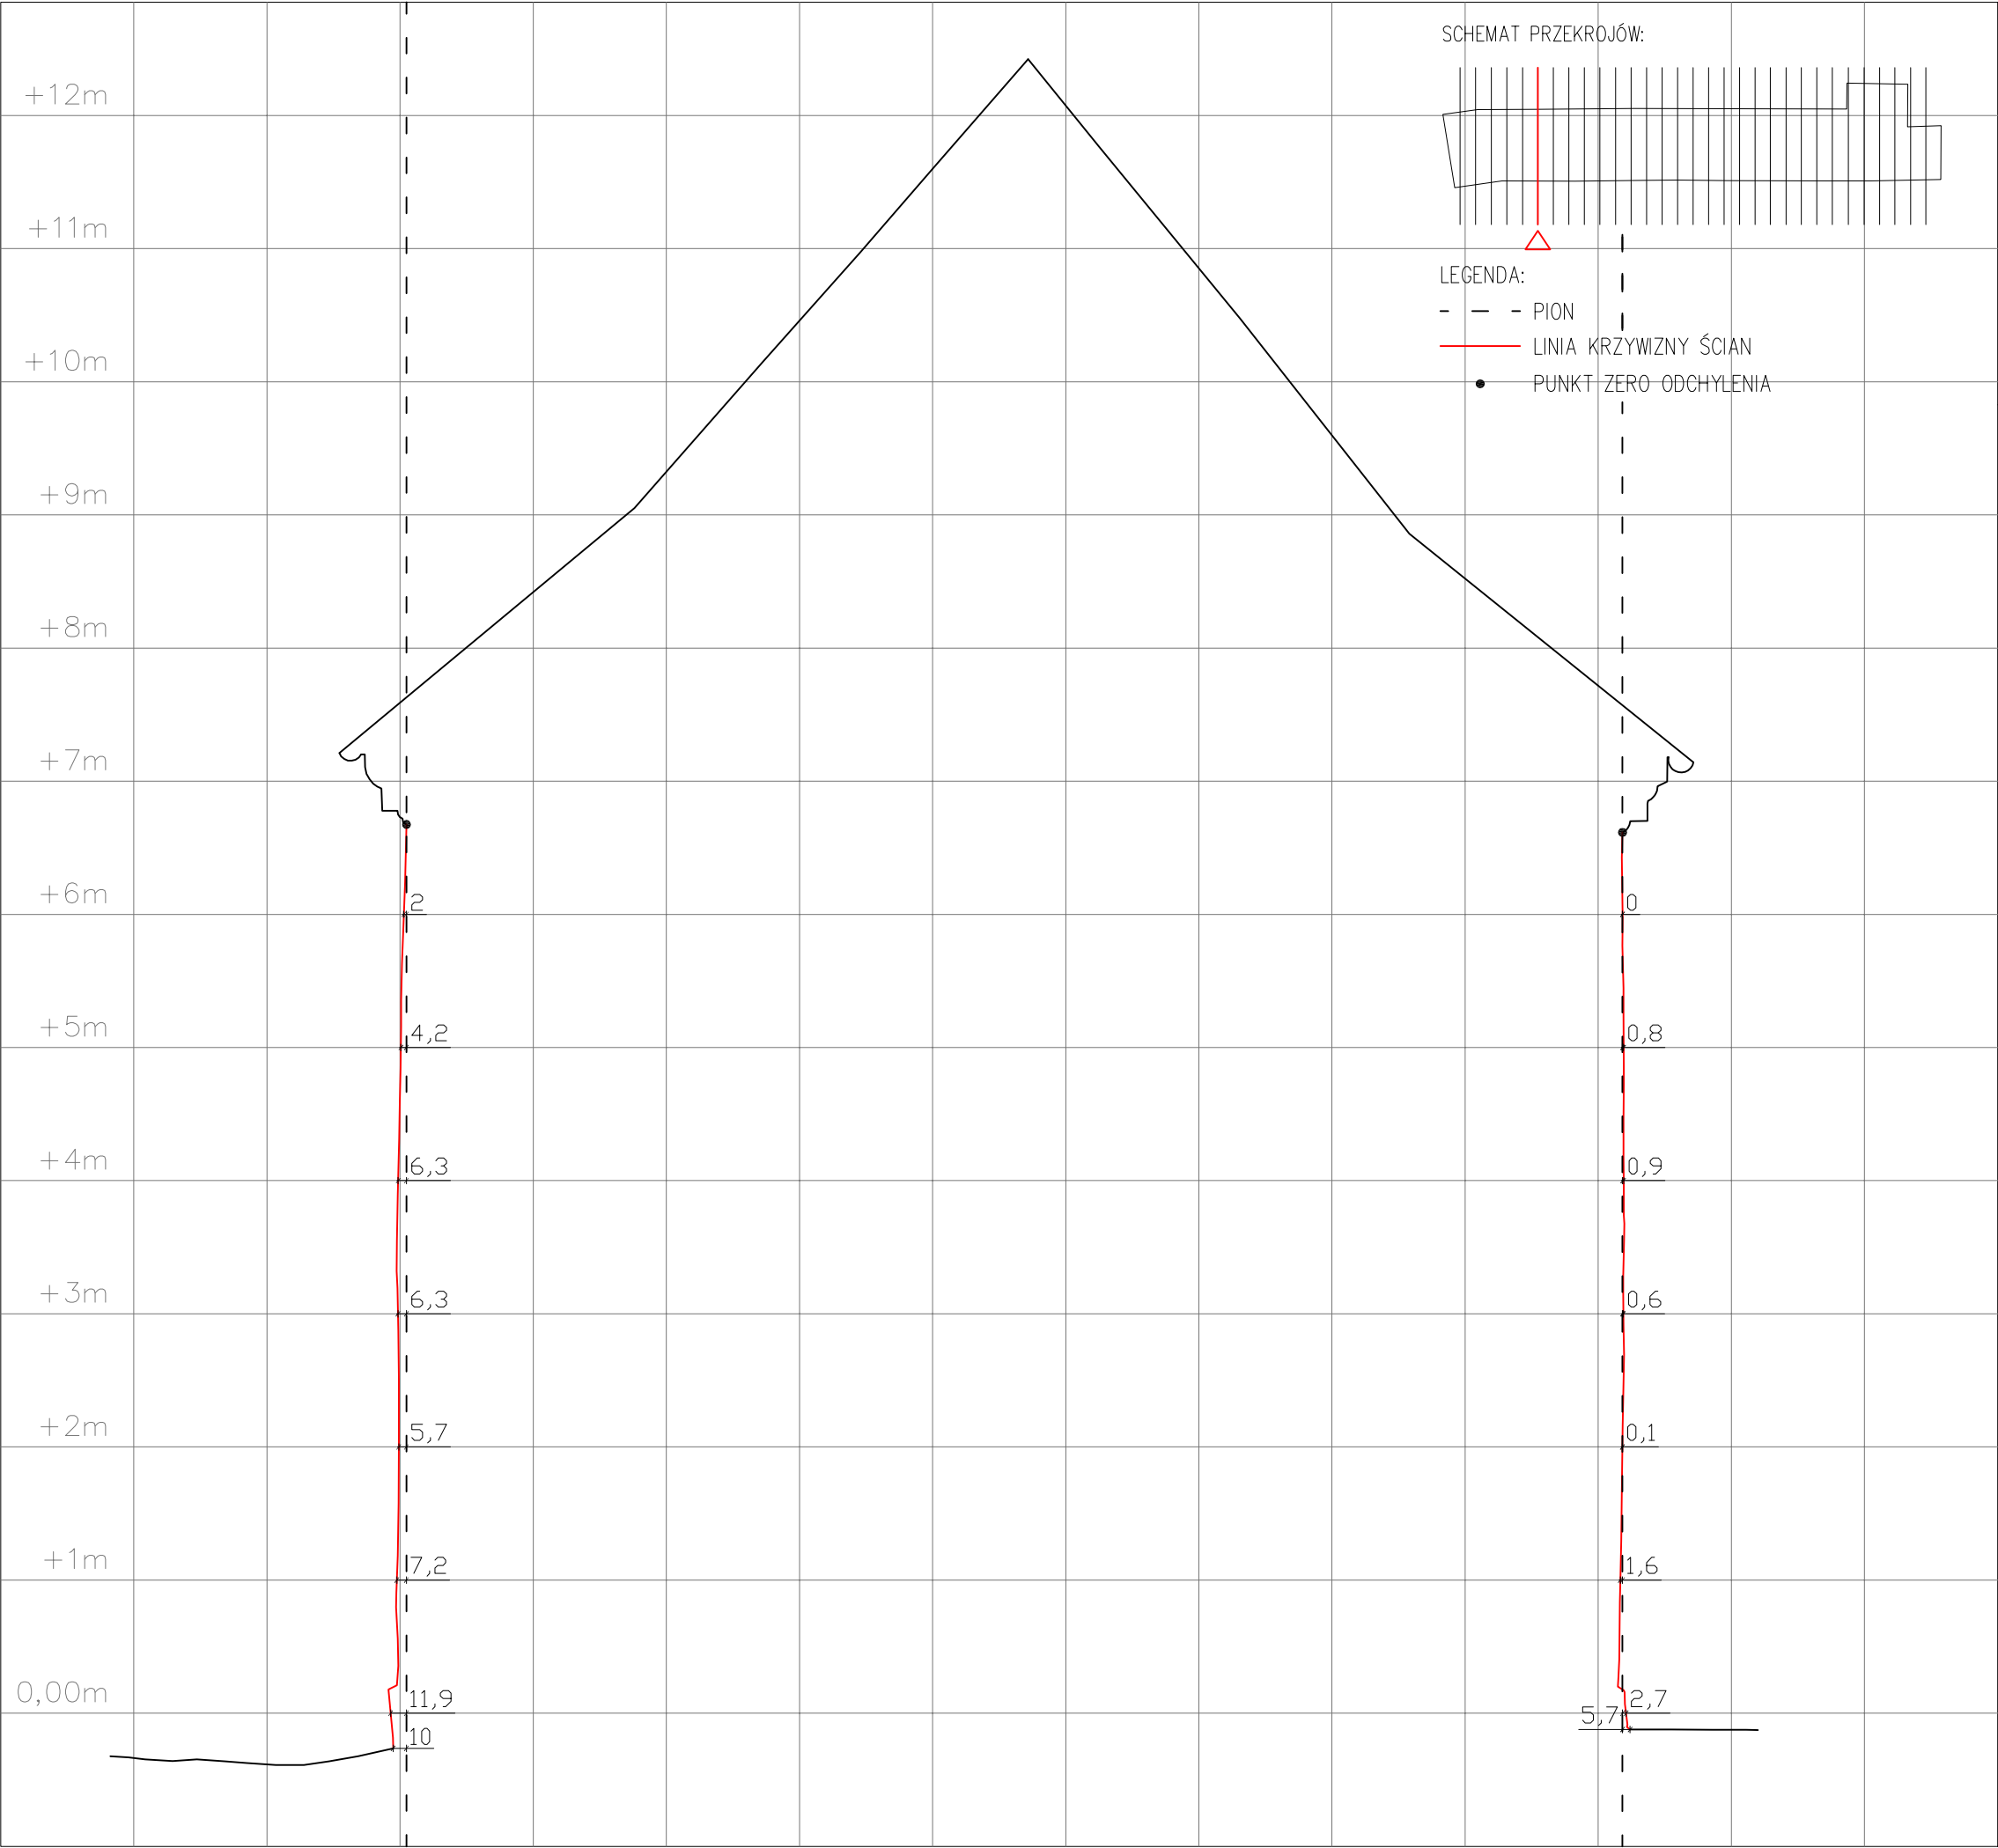 SCHEMAT PRZEKROJÓW:
+12m
+11m
LEGENDA:
PION
LINIA KRZYWIZNY ŚCIAN
+10m
PUNKT ZERO ODCHYLENIA
+9m
+8m
+7m
+6m 2 0
+5m 4,2 0,8
+4m 6,3 0,9
+3m 6,3 0,6
+2m 5,7 0,1
+1m 7,2 1,6
0,00m 11,9 2,7
10 5,7